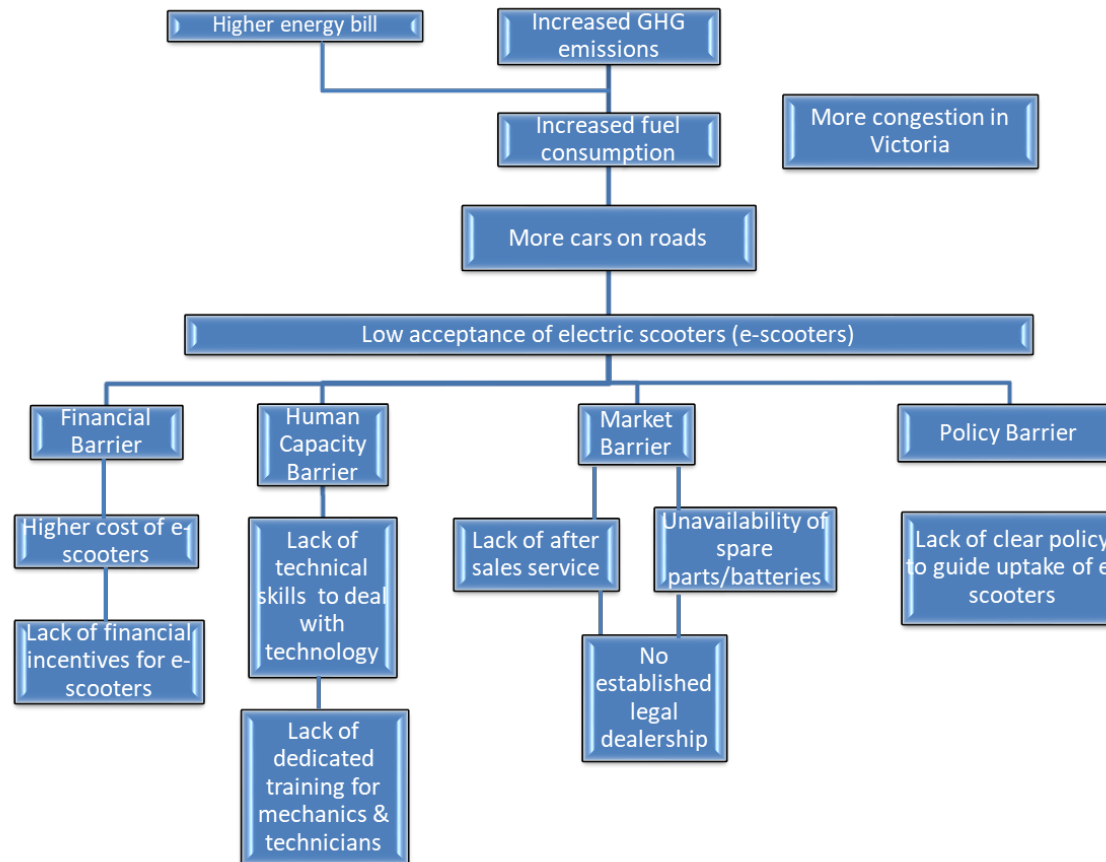 Higher energy bill
Increased GHG
emissions
Increased fuel
consumption
More congestion in
Victoria
More cars on roads
Low acceptance of electric scooters (e-scooters)
Financial
Barrier
Human
Capacity
Barrier
Market
Barrier
Policy Barrier
Higher cost of e-
scooters
Lack of
technical
skills to deal
with
technology
Lack of after
sales service
Unavailability of
spare
parts/batteries
Lack of clear policy
to guide uptake of e
scooters
Lack of financial
incentives for e-
scooters
No
established
legal
dealership
Lack of
dedicated
training for
mechanics &
technicians